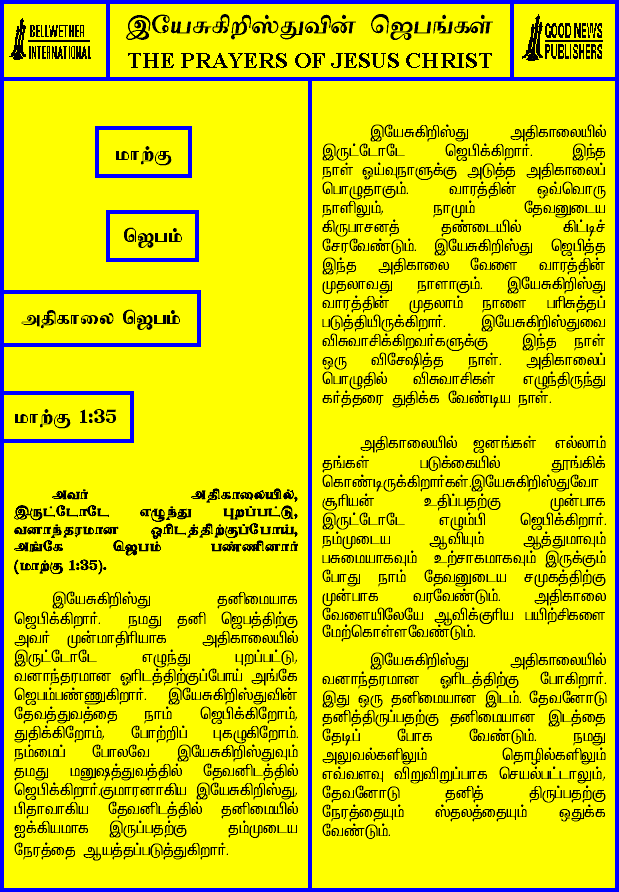 BELLWETHER
INTERNATIONAL
இயேசுகிறிஸ்துவின் ஜெபங்கள்
THE PRAYERS OF JESUS CHRIST
GOOD NEWS
PUBLISHERS
மாற்கு
ஜெபம்
அதிகாலை ஜெபம்
மாற்கு 1:35
அவர் அதிகாலையில்,
இருட்டோடே எழுந்து புறப்பட்டு,
வனாந்தரமான ஓரிடத்திற்குப்போய்,
அங்கே ஜெபம் பண்ணினார்
(மாற்கு 1:35).
இயேசுகிறிஸ்து தனிமையாக
ஜெபிக்கிறார். நமது தனி ஜெபத்திற்கு
அவர் முன்மாதிரியாக அதிகாலையில்
இருட்டோடே எழுந்து புறப்பட்டு,
வனாந்தரமான ஓரிடத்திற்குப்போய் அங்கே
ஜெபம்பண்ணுகிறார். இயேசுகிறிஸ்துவின்
தேவத்துவத்தை நாம் ஜெபிக்கிறோம்,
துதிக்கிறோம், போற்றிப் புகழுகிறோம்.
நம்மைப் போலவே இயேசுகிறிஸ்துவும்
தமது மனுஷத்துவத்தில் தேவனிடத்தில்
ஜெபிக்கிறார்.குமாரனாகிய இயேசுகிறிஸ்து,
பிதாவாகிய தேவனிடத்தில் தனிமையில்
ஐக்கியமாக இருப்பதற்கு தம்முடைய
நேரத்தை ஆயத்தப்படுத்துகிறார்.
இயேசுகிறிஸ்து அதிகாலையில்
இருட்டோடே ஜெபிக்கிறார். இந்த
நாள் ஓய்வுநாளுக்கு அடுத்த அதிகாலைப்
பொழுதாகும். வாரத்தின் ஒவ்வொரு
நாளிலும், நாமும் தேவனுடைய
கிருபாசனத் தண்டையில் கிட்டிச்
சேரவேண்டும். இயேசுகிறிஸ்து ஜெபித்த
இந்த அதிகாலை வேளை வாரத்தின்
முதலாவது நாளாகும். இயேசுகிறிஸ்து
வாரத்தின் முதலாம் நாளை பரிசுத்தப்
படுத்தியிருக்கிறார். இயேசுகிறிஸ்துவை
விசுவாசிக்கிறவர்களுக்கு இந்த நாள்
ஒரு விசேஷித்த நாள். அதிகாலைப்
பொழுதில் விசுவாசிகள் எழுந்திருந்து
கர்த்தரை துதிக்க வேண்டிய நாள்.
அதிகாலையில் ஜனங்கள் எல்லாம்
தங்கள் படுக்கையில் தூங்கிக்
கொண்டிருக்கிறார்கள்.இயேசுகிறிஸ்துவோ
சூரியன் உதிப்பதற்கு முன்பாக
இருட்டோடே எழும்பி ஜெபிக்கிறார்.
நம்முடைய ஆவியும் ஆத்துமாவும்
பசுமையாகவும் உற்சாகமாகவும் இருக்கும்
போது நாம் தேவனுடைய சமுகத்திற்கு
முன்பாக வரவேண்டும். அதிகாலை
வேளையிலேயே ஆவிக்குரிய பயிற்சிகளை
மேற்கொள்ளவேண்டும்.
இயேசுகிறிஸ்து அதிகாலையில்
வனாந்தரமான ஓரிடத்திற்கு போகிறார்.
இது ஒரு தனிமையான இடம். தேவனோடு
தனித்திருப்பதற்கு தனிமையான இடத்தை
தேடிப் போக வேண்டும். நமது
அலுவல்களிலும் தொழில்களிலும்
எவ்வளவு விறுவிறுப்பாக செயல்பட்டாலும்,
தேவனோடு தனித் திருப்பதற்கு
நேரத்தையும் ஸ்தலத்தையும் ஒதுக்க
வேண்டும்.